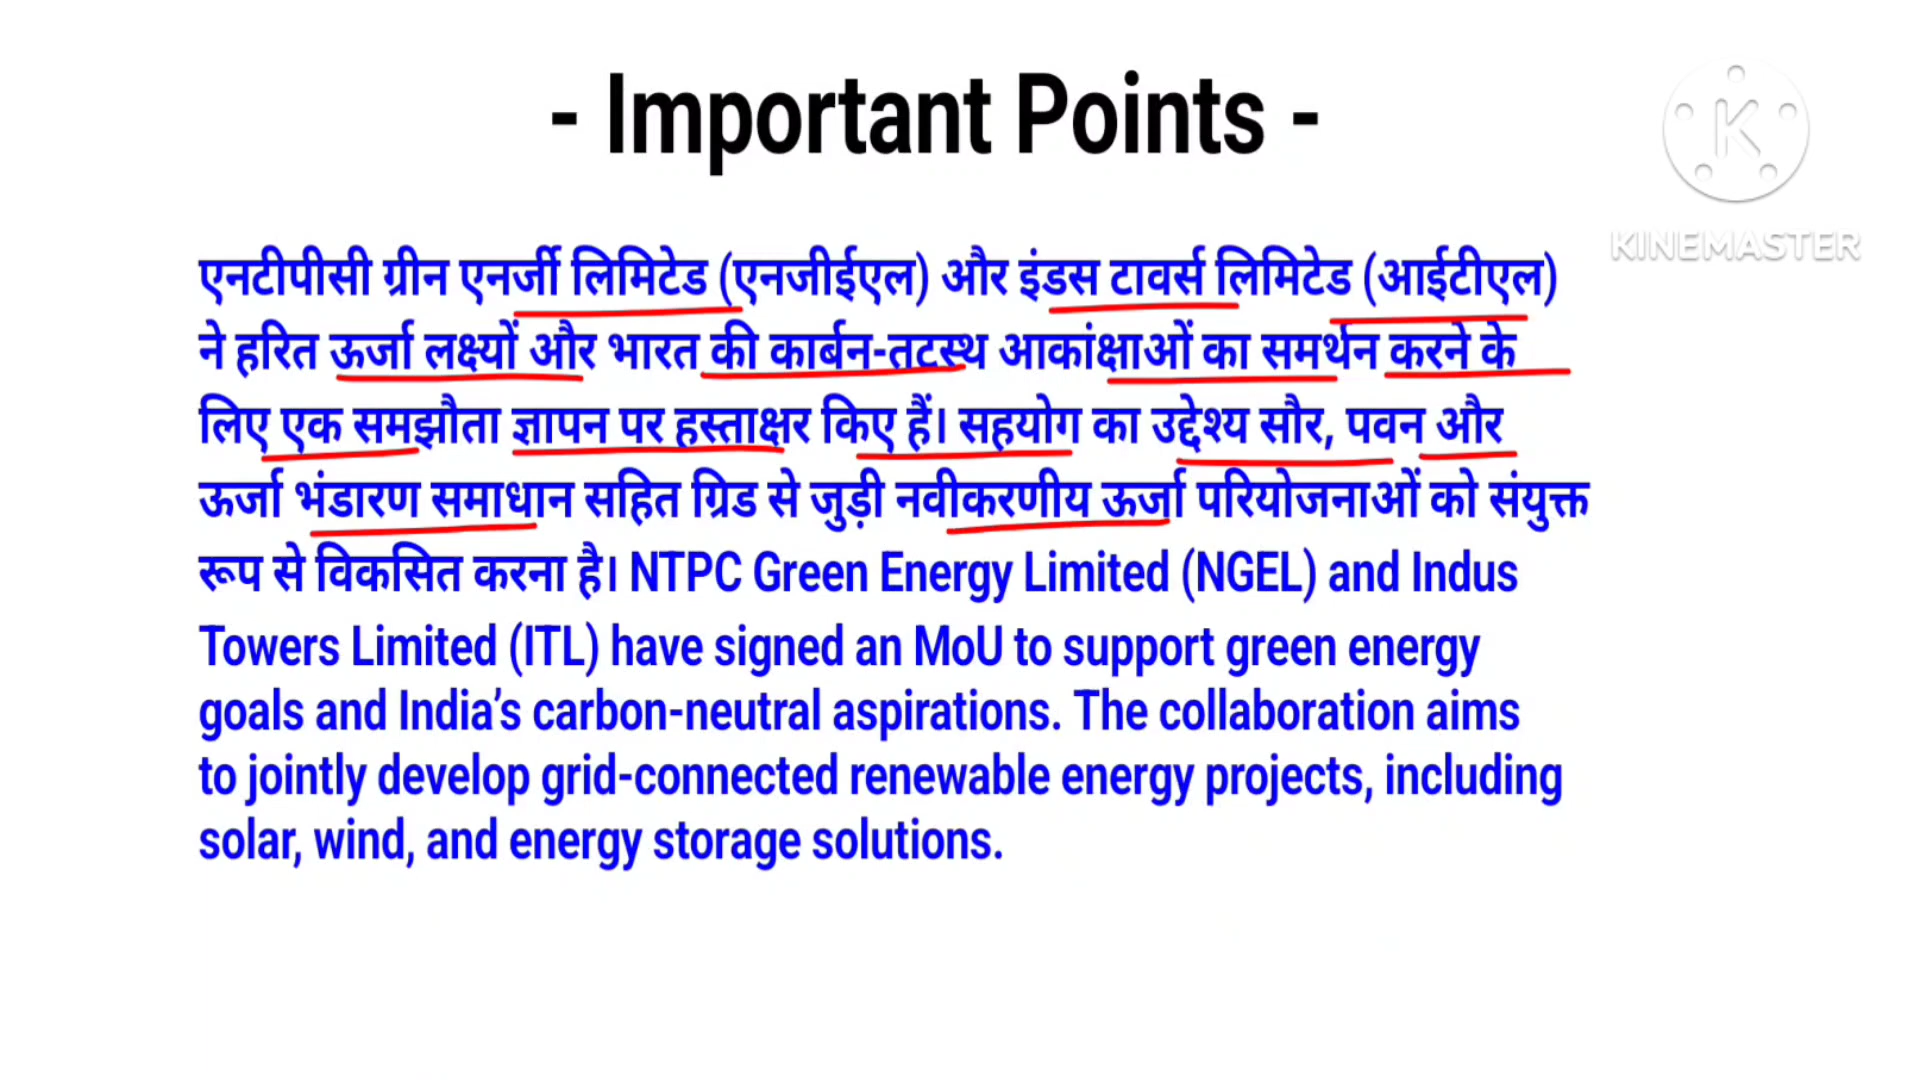 - Important Points -
KINEMASTER
एनटीपीसी ग्रीन एनर्जी लिमिटेड (एनजीईएल) और इंडस टावर्स लिमिटेड (आईटीएल)
ने हरित ऊर्जा लक्ष्यों और भारत की कार्बन-तटस्थ आकांक्षाओं का समर्थन करने के
लिए एक समझौता ज्ञापन पर हस्ताक्षर किए हैं। सहयोग का उद्देश्य सौर, पवन और
ऊर्जा भंडारण समाधान सहित ग्रिड से जुड़ी नवीकरणीय ऊर्जा परियोजनाओं को संयुक्त
रूप से विकसित करना है। NTPC Green Energy Limited (NGEL) and Indus
Towers Limited (ITL) have signed an MoU to support green energy
goals and India’s carbon-neutral aspirations. The collaboration aims
to jointly develop grid-connected renewable energy projects, including
solar, wind, and energy storage solutions.